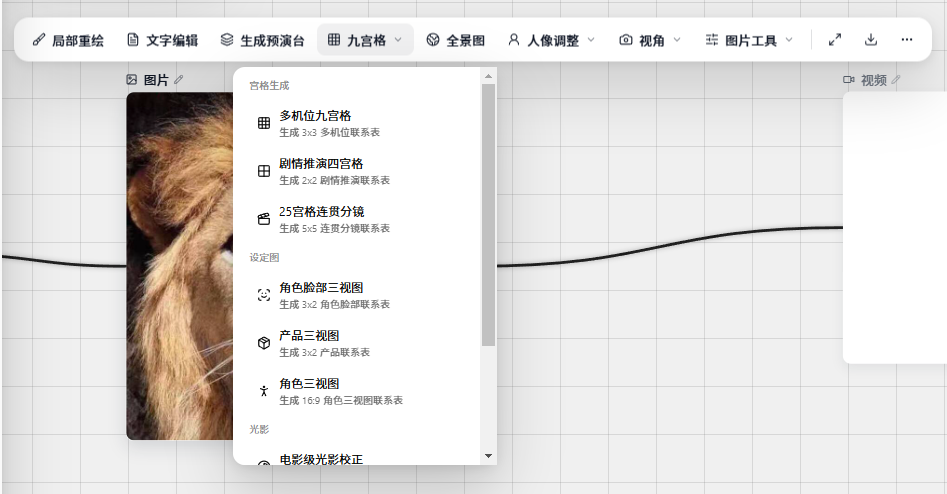 局部重绘 文字编辑 生成预演台 九宫格 全景图 人像调整 视角 图片工具
图片
视频
宫格生成
多机位九宫格
生成 3x3 多机位联系表
剧情推演四宫格
生成 2x2 剧情推演联系表
25宫格连贯分镜
生成 5x5 连贯分镜联系表
设定图
角色脸部三视图
生成 3x2 角色脸部联系表
产品三视图
生成 3x2 产品联系表
角色三视图
生成 16:9 角色三视图联系表
光影
电影级光影校正